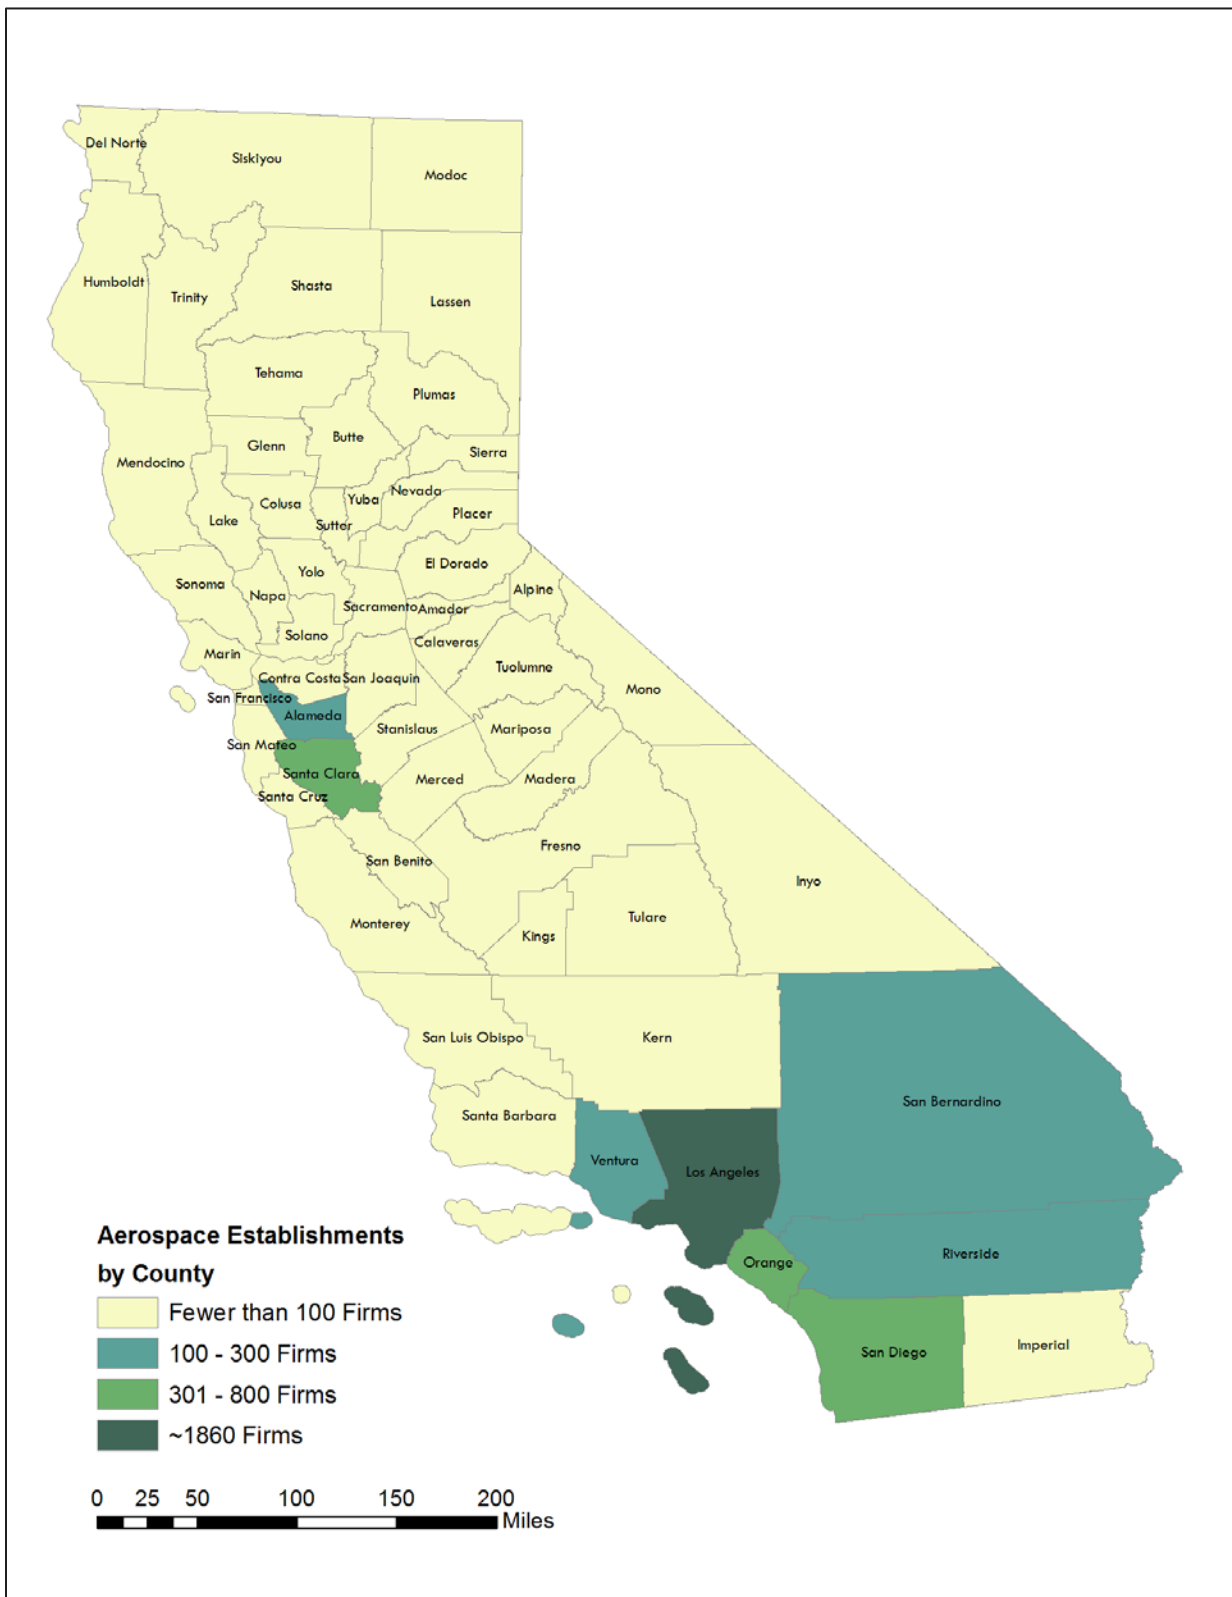 Del Norte
Siskiyou
Modoc
Humboldt
Trinity
Shasta
Lassen
Tehama
Plumas
Glenn
Butte
Sierra
Mendocino
Nevada
Colusa
Yuba
Lake
Sutter
Placer
El Dorado
Yolo
Sonoma
Napa
Alpine
Sacramento
Amador
Solano
Calaveras
Marin
Tuolumne
Contra Costa
San Joaquin
Mono
San Francisco
Alameda
Stanislaus
Mariposa
San Mateo
Santa Clara
Merced
Madera
Santa Cruz
Fresno
San Benito
Inyo
Monterey
Kings
Tulare
San Luis Obispo
Kern
San Bernardino
Santa Barbara
Ventura
Los Angeles
Riverside
Orange
San Diego
Imperial
Aerospace Establishments
by County
Fewer than 100 Firms
100 - 300 Firms
301 - 800 Firms
~1860 Firms
0 25 50 100 150 200
Miles